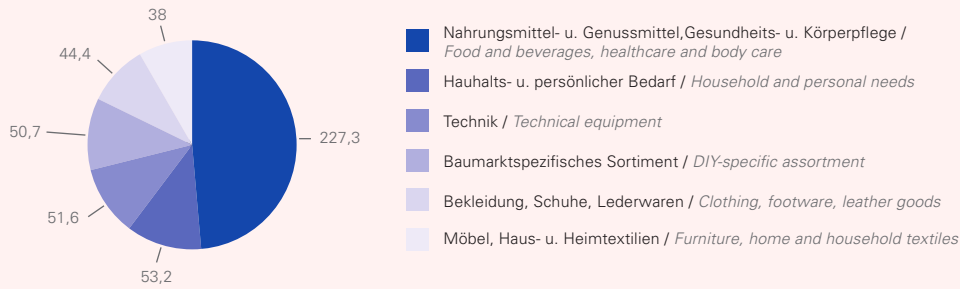 38
44,4
50,7
51,6
53,2
227,3
Nahrungsmittel- u. Genussmittel,Gesundheits- u. Körperpflege /
Food and beverages, healthcare and body care
Hauhalts- u. persönlicher Bedarf / Household and personal needs
Technik / Technical equipment
Baumarktspezifisches Sortiment / DIY-specific assortment
Bekleidung, Schuhe, Lederwaren / Clothing, footware, leather goods
Möbel, Haus- u. Heimtextilien / Furniture, home and household textiles